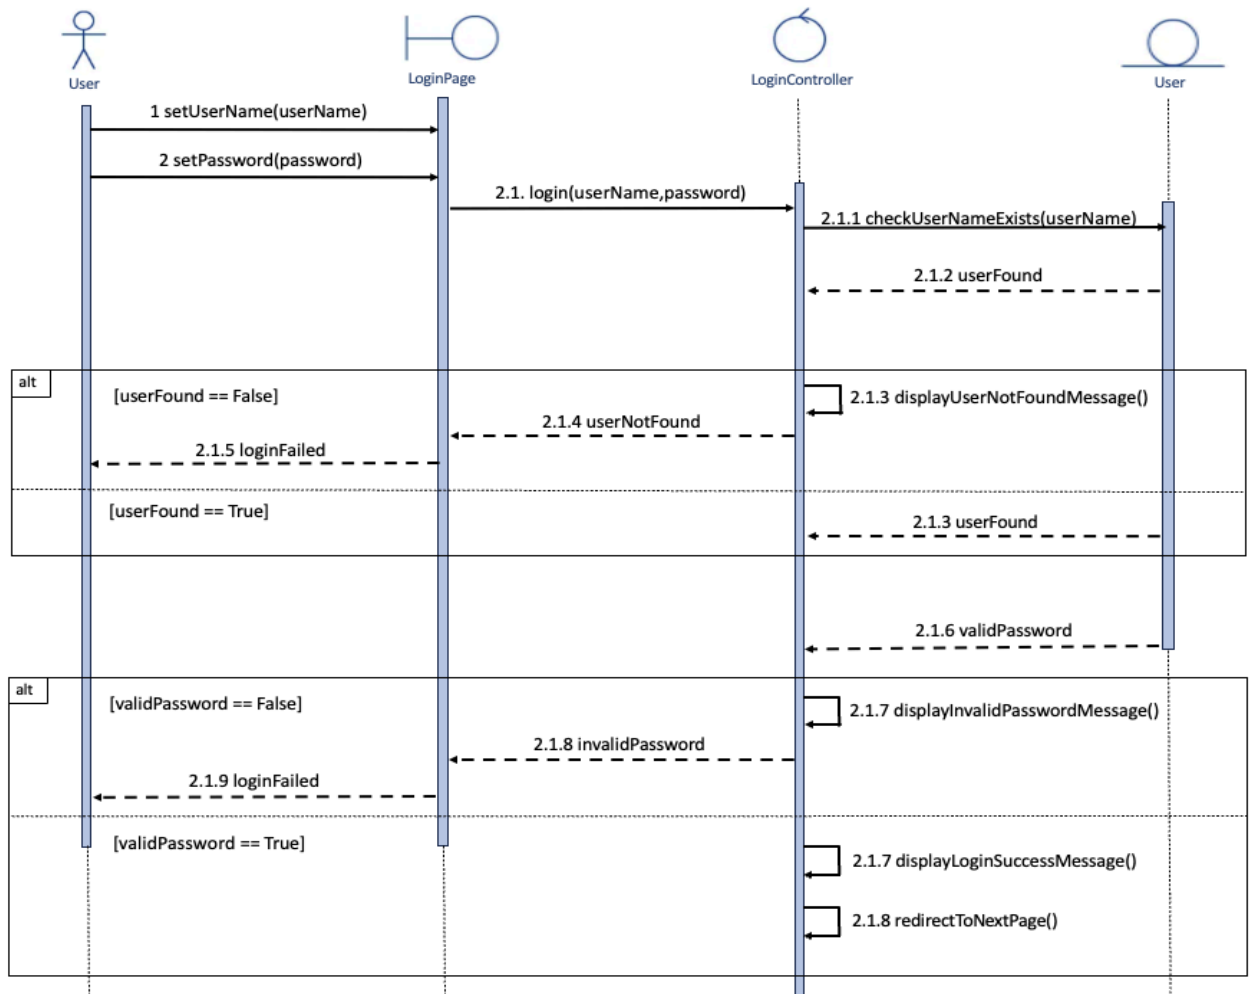 User
LoginPage
LoginController
User
1 setUserName(userName)
2 setPassword(password)
2.1. login(userName,password)
2.1.1 checkUserNameExists(userName)
2.1.2 userFound
alt
[userFound == False]
2.1.3 displayUserNotFoundMessage()
2.1.4 userNotFound
2.1.5 loginFailed
[userFound == True]
2.1.3 userFound
2.1.6 validPassword
alt
[validPassword == False]
2.1.7 displayInvalidPasswordMessage()
2.1.8 invalidPassword
2.1.9 loginFailed
[validPassword == True]
2.1.7 displayLoginSuccessMessage()
2.1.8 redirectToNextPage()